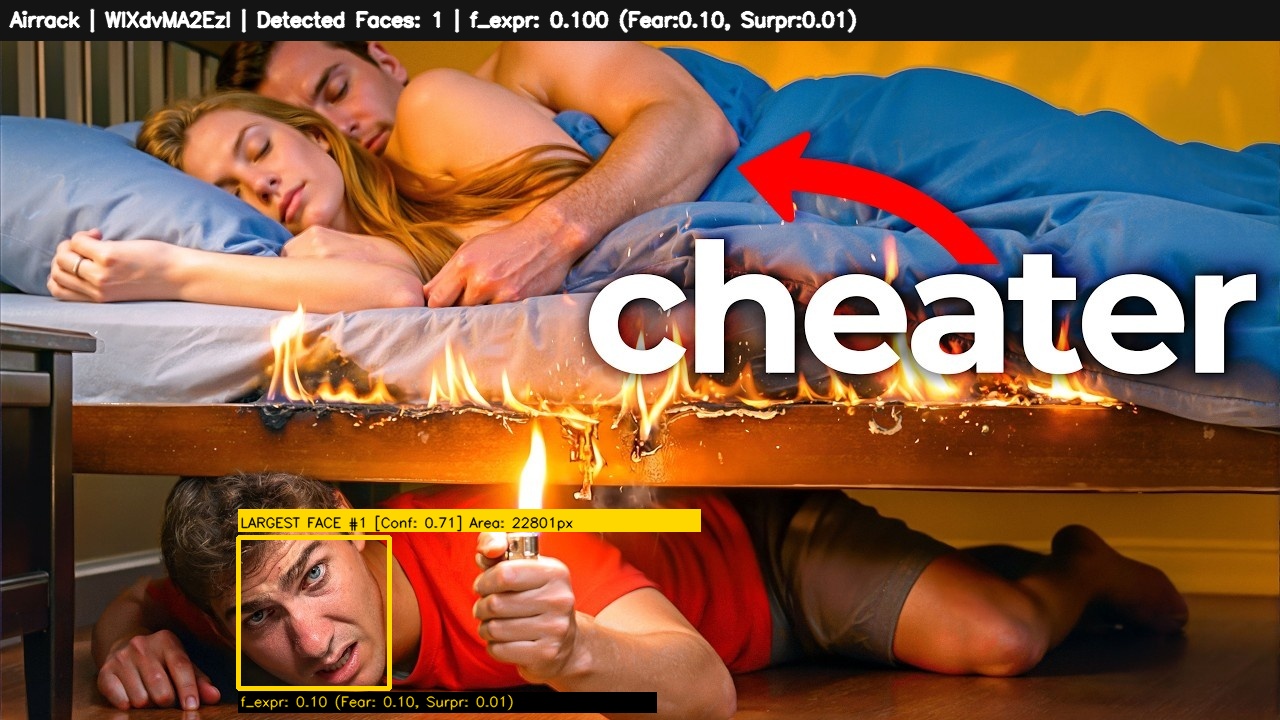 Airrack | WlXdvMA2EzI | Detected Faces: 1 | f_expr: 0.100 (Fear:0.10, Surpr:0.01)
cheater
LARGEST FACE #1 [Conf: 0.71] Area: 22801px
f_expr: 0.10 (Fear: 0.10, Surpr: 0.01)